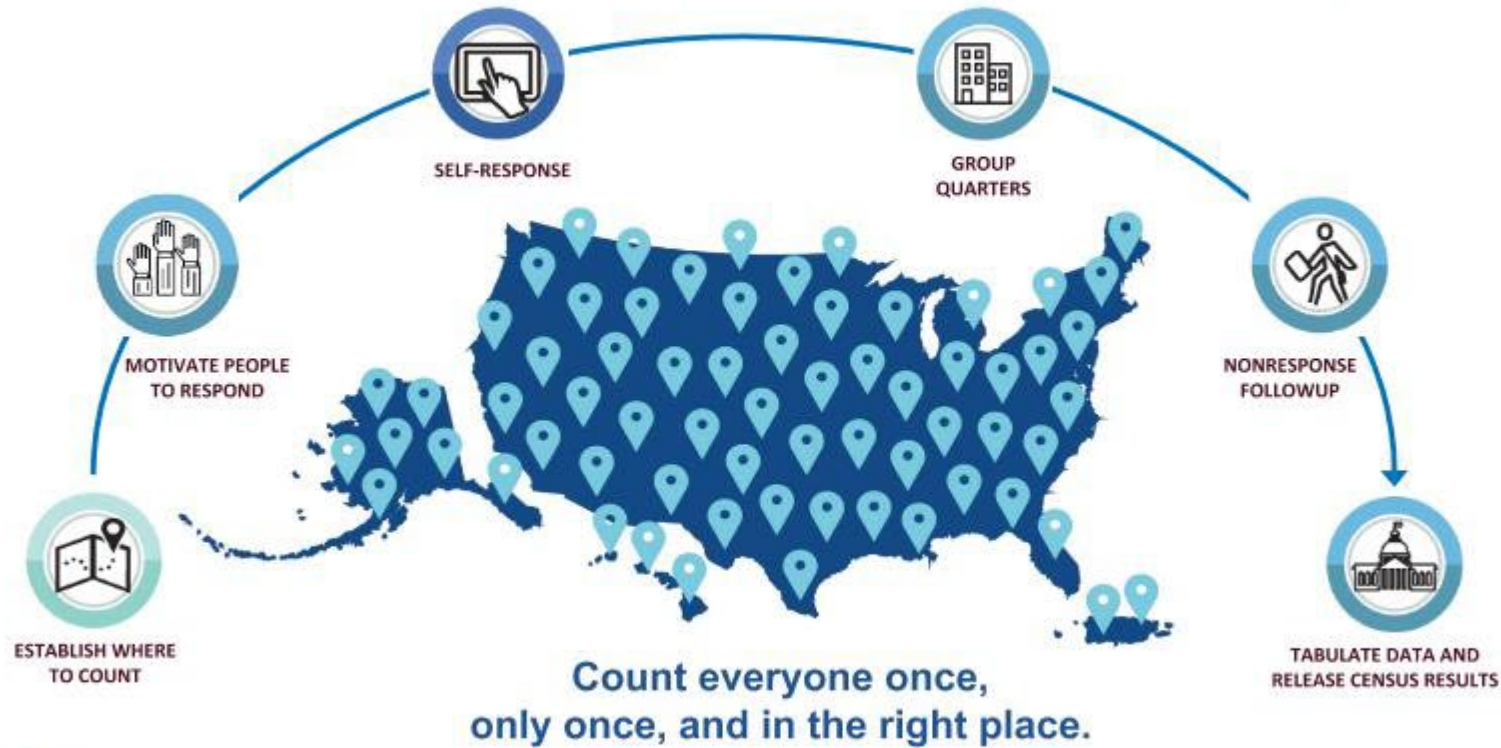 SELF-RESPONSE
GROUP
QUARTERS
MOTIVATE PEOPLE
TO RESPOND
NONRESPONSE
FOLLOWUP
ESTABLISH WHERE
TO COUNT
TABULATE DATA AND
RELEASE CENSUS RESULTS
Count everyone once,
only once, and in the right place.